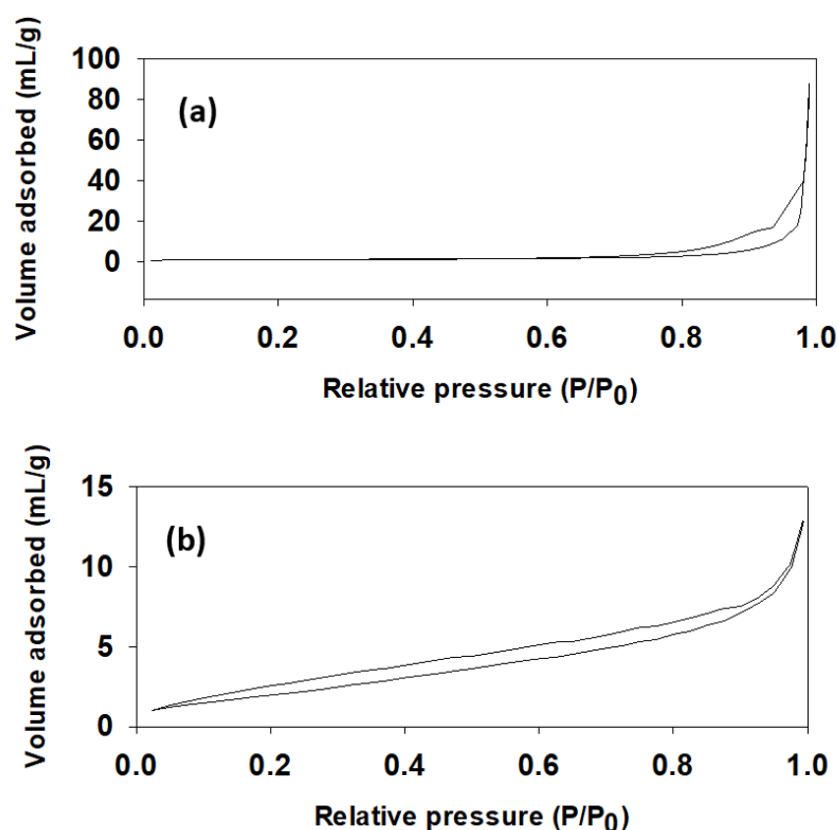 Volume adsorbed (mL/g)
100
80
60
40
20
0
(a)
0.0 0.2 0.4 0.6 0.8 1.0
Relative pressure (P/P0)
Volume adsorbed (mL/g)
15
10
5
0
(b)
0.0 0.2 0.4 0.6 0.8 1.0
Relative pressure (P/P0)